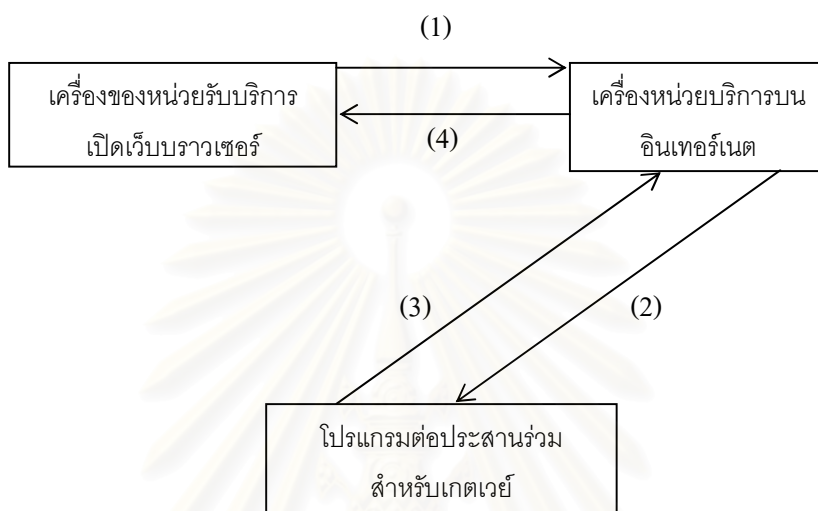 (1)
เครื่องของหน่วยรับบริการ
เปิดเว็บบราวเซอร์
เครื่องหน่วยบริการบน
อินเทอร์เนต
(4)
(3)
(2)
โปรแกรมต่อประสานร่วม
สำหรับเกตเวย์